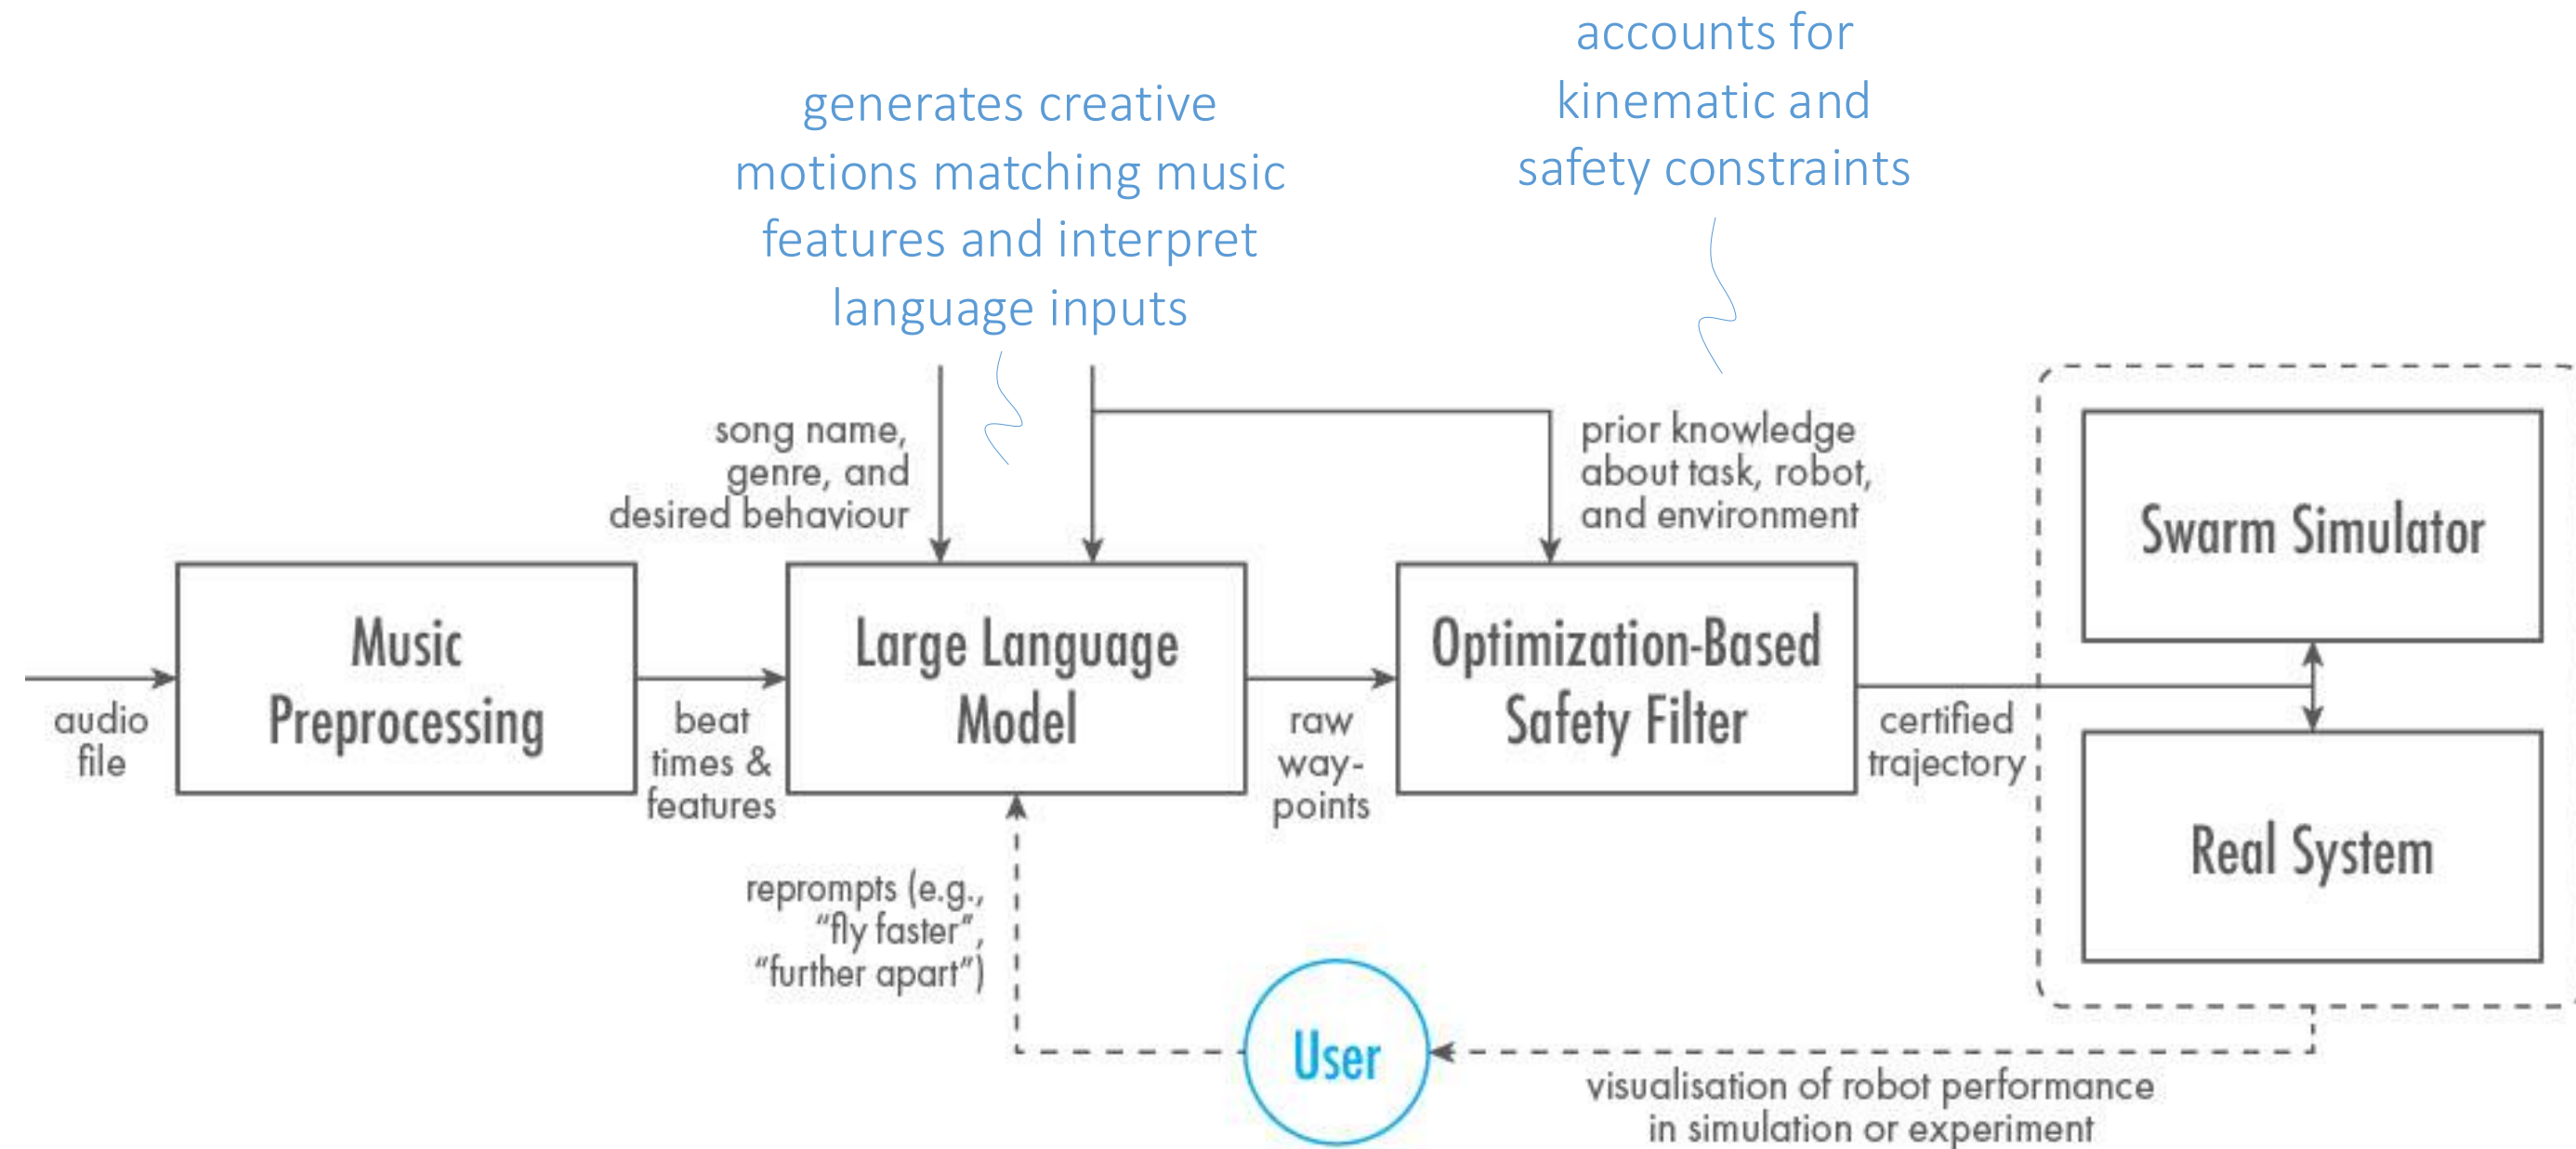 generates creative
motions matching music
features and interpret
language inputs
accounts for
kinematic and
safety constraints
song name,
genre, and
desired behaviour
prior knowledge
about task, robot,
and environment
audio
file
Music
Preprocessing
beat
times &
features
Large Language
Model
raw
way-
points
Optimization-Based
Safety Filter
certified
trajectory
Swarm Simulator
Real System
reprompts (e.g.,
“fly faster”,
“further apart”)
User
visualisation of robot performance
in simulation or experiment